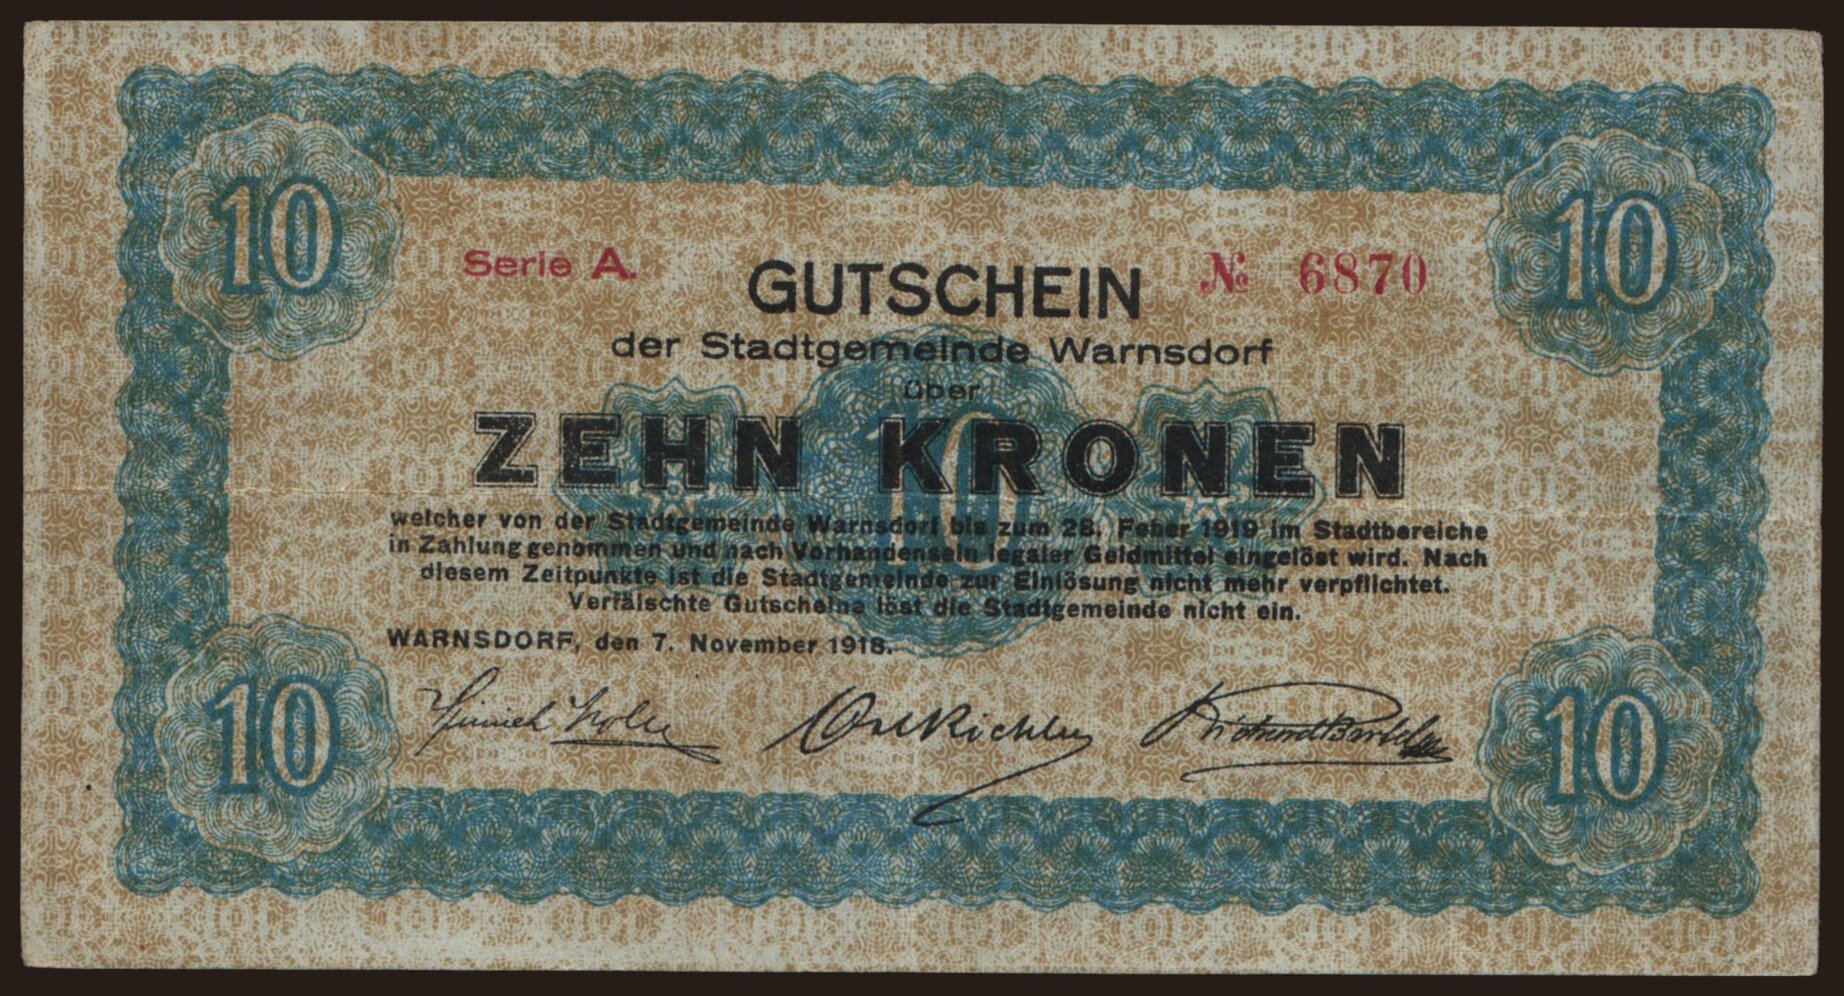 10
10
Serie A.
GUTSCHEIN
№ 6870
der Stadtgemeinde Warnsdorf
über
ZEHN KRONEN
10
welcher von der Stadtgemeinde Warnsdorf bis zum 28. Feber 1919 im Stadtbereiche
in Zahlung genommen und nach Vorhandensein legaler Geldmittel eingelöst wird. Nach
diesem Zeitpunkte ist die Stadtgemeinde zur Einlösung nicht mehr verpflichtet.
Verfälschte Gutscheine löst die Stadtgemeinde nicht ein.
WARNSDORF, den 7. November 1918.
Richter
10
10